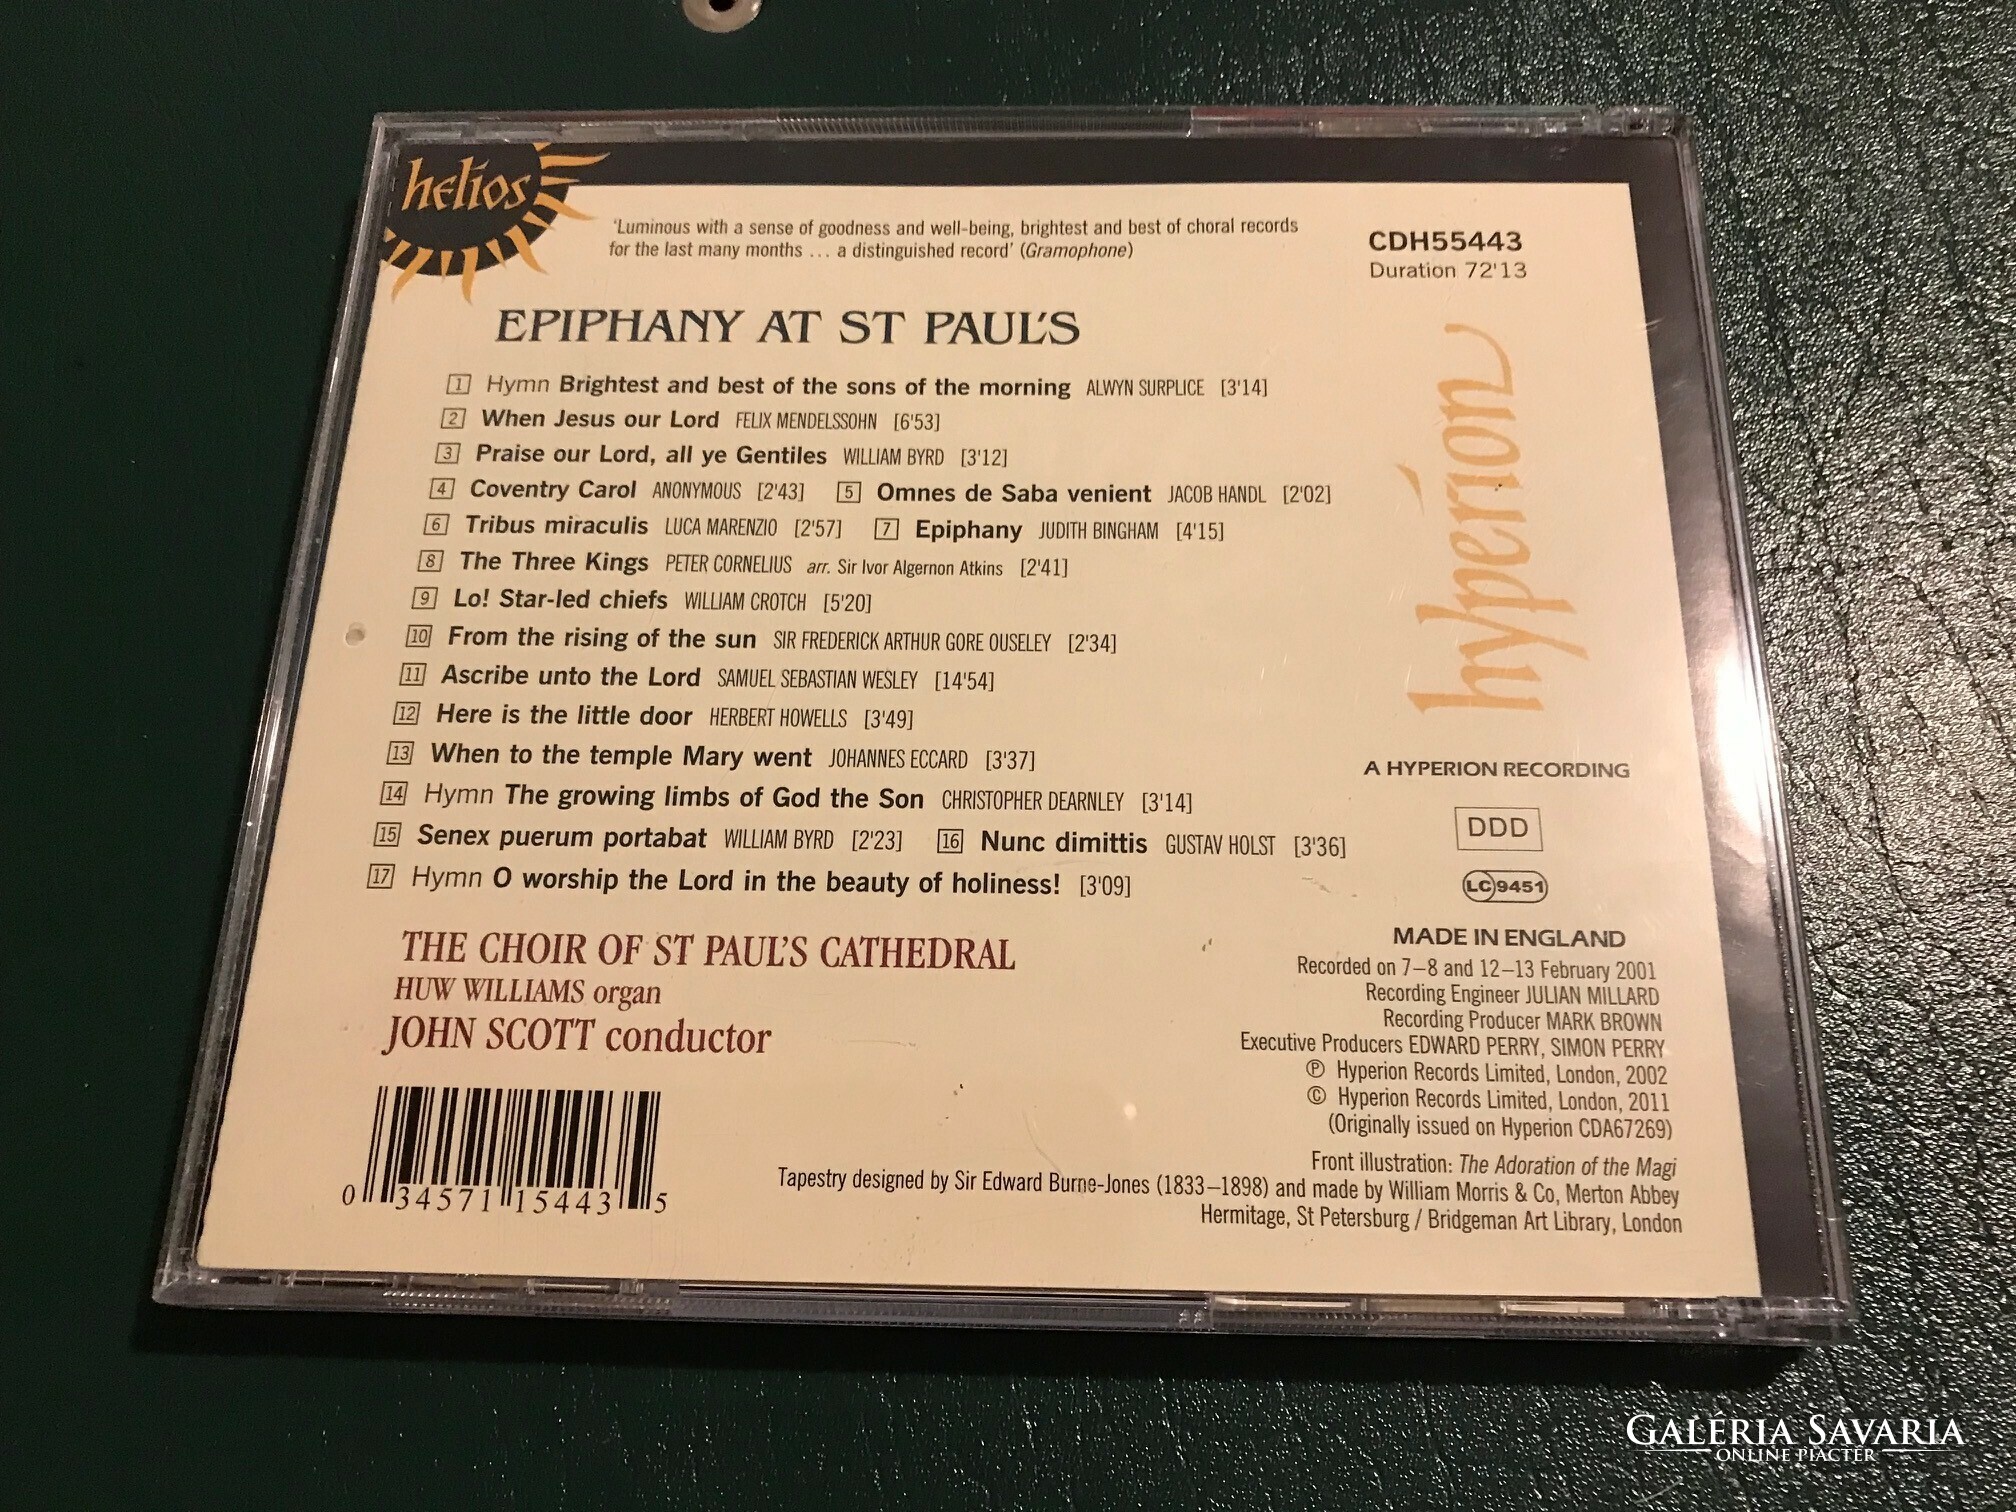 helios
'Luminous with a sense of goodness and well-being, brightest and best of choral records
for the last many months ... a distinguished record' (Gramophone)
CDH55443
Duration 72'13
EPIPHANY AT ST PAUL'S
1 Hymn Brightest and best of the sons of the morning ALWYN SURPLICE [3'14]
2 When Jesus our Lord FELIX MENDELSSOHN [6'53]
3 Praise our Lord, all ye Gentiles WILLIAM BYRD [3'12]
4 Coventry Carol ANONYMOUS [2'43] 5 Omnes de Saba venient JACOB HANDL [2'02]
6 Tribus miraculis LUCA MARENZIO [2'57] 7 Epiphany JUDITH BINGHAM [4'15]
8 The Three Kings PETER CORNELIUS arr. Sir Ivor Algernon Atkins [2'41]
9 Lo! Star-led chiefs WILLIAM CROTCH [5'20]
10 From the rising of the sun SIR FREDERICK ARTHUR GORE OUSELEY [2'34]
11 Ascribe unto the Lord SAMUEL SEBASTIAN WESLEY [14'54]
12 Here is the little door HERBERT HOWELLS [3'49]
13 When to the temple Mary went JOHANNES ECCARD [3'37]
14 Hymn The growing limbs of God the Son CHRISTOPHER DEARNLEY [3'14]
15 Senex puerum portabat WILLIAM BYRD [2'23] 16 Nunc dimittis GUSTAV HOLST [3'36]
17 Hymn O worship the Lord in the beauty of holiness! [3'09]
THE CHOIR OF ST PAUL'S CATHEDRAL
HUW WILLIAMS organ
JOHN SCOTT conductor
0 34571 15443 5
hyperion
A HYPERION RECORDING
DDD
LC 9451
MADE IN ENGLAND
Recorded on 7–8 and 12–13 February 2001
Recording Engineer JULIAN MILLARD
Recording Producer MARK BROWN
Executive Producers EDWARD PERRY, SIMON PERRY
℗ Hyperion Records Limited, London, 2002
© Hyperion Records Limited, London, 2011
(Originally issued on Hyperion CDA67269)
Front illustration: The Adoration of the Magi
Tapestry designed by Sir Edward Burne-Jones (1833–1898) and made by William Morris & Co, Merton Abbey
Hermitage, St Petersburg / Bridgeman Art Library, London
GALÉRIA SAVARIA
ONLINE PIACTÉR